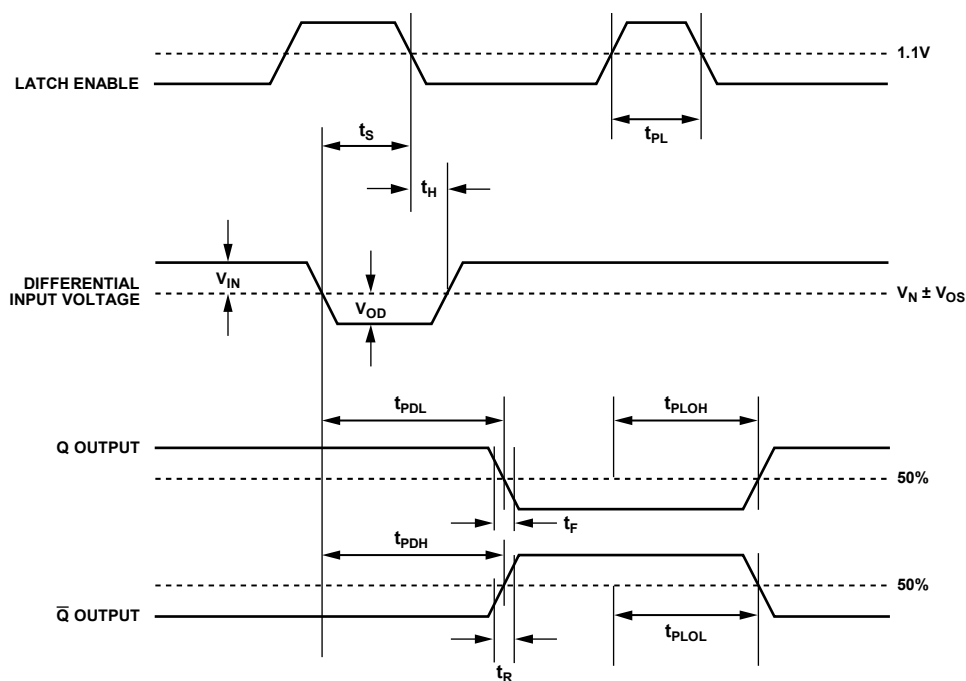 1.1V
LATCH ENABLE
tS
tPL
tH
VIN
DIFFERENTIAL
INPUT VOLTAGE
VN ± VOS
VOD
tPDL
tPLOH
Q OUTPUT
50%
tF
tPDH
50%
Q̅ OUTPUT
tPLOL
tR